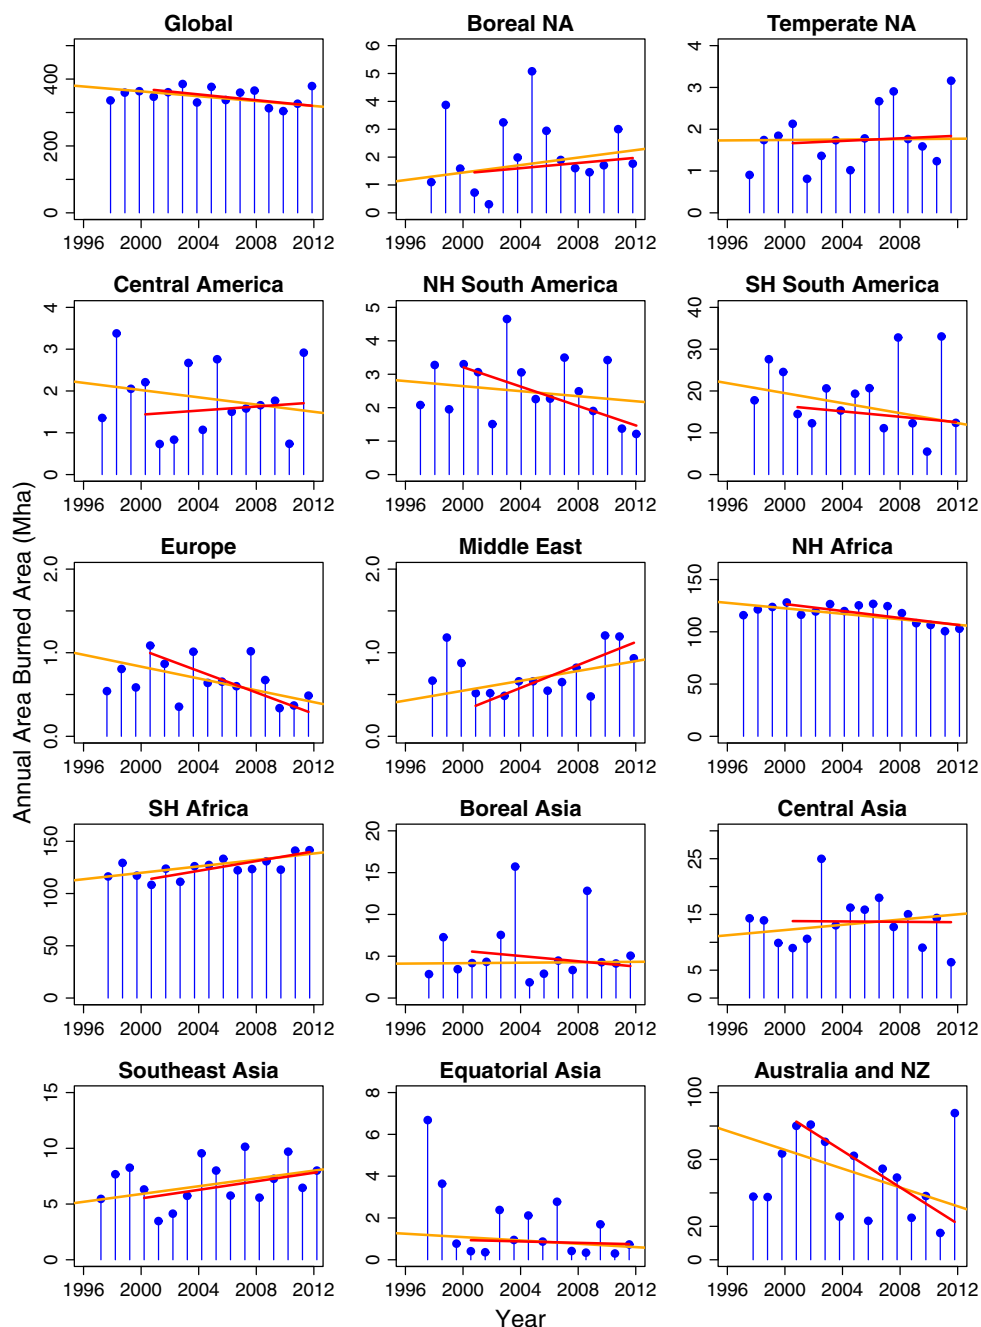 Global
Boreal NA
Temperate NA
0 200 400
0 1 2 3 4 5 6
0 1 2 4
1996 2000 2004 2008 2012
1996 2000 2004 2008 2012
1996 2000 2004 2008
Central America
NH South America
SH South America
0 1 2 3 4
0 1 2 3 4 5
0 10 20 30 40
1996 2000 2004 2008 2012
1996 2000 2004 2008 2012
1996 2000 2004 2008 2012
Annual Area Burned Area (Mha)
Europe
Middle East
NH Africa
0.0 1.0 2.0
0.0 1.0 2.0
0 50 100 150
1996 2000 2004 2008 2012
1996 2000 2004 2008 2012
1996 2000 2004 2008 2012
SH Africa
Boreal Asia
Central Asia
0 50 100 150
0 5 10 15 20
0 5 15 25
1996 2000 2004 2008 2012
1996 2000 2004 2008 2012
1996 2000 2004 2008 2012
Southeast Asia
Equatorial Asia
Australia and NZ
0 5 10 15
0 2 4 6 8
0 20 60 100
1996 2000 2004 2008 2012
1996 2000 2004 2008 2012
1996 2000 2004 2008 2012
Year